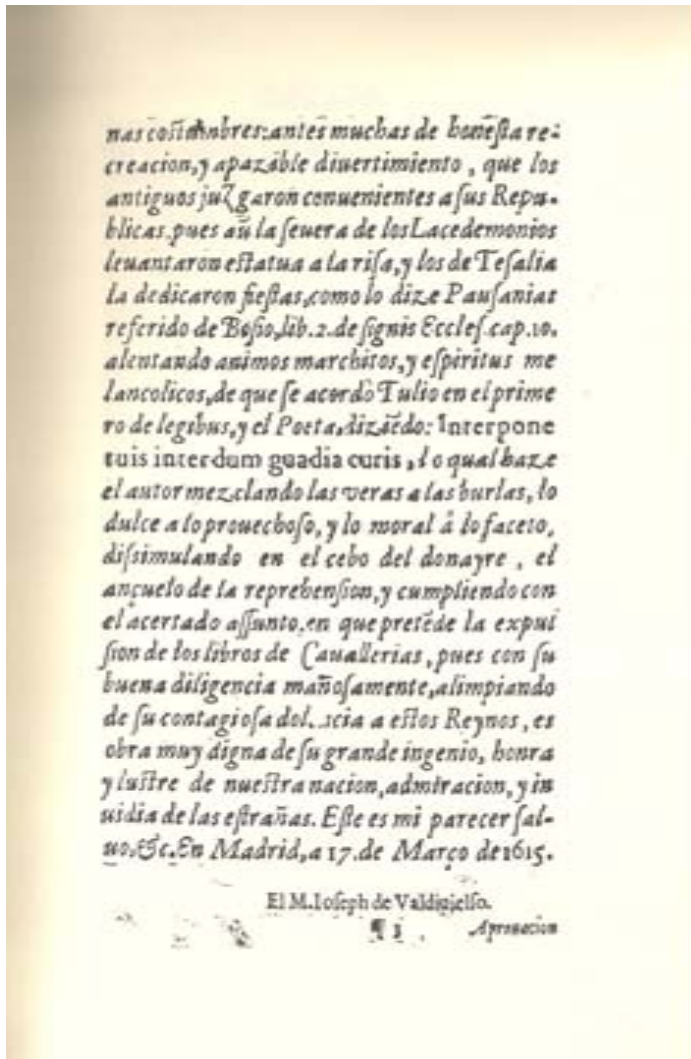 nas costumbres: antes muchas de honesta re-
creacion, y apazible diuertimiento, que los
antiguos juzgaron conuenientes a sus Repu-
blicas. pues aũ la seuera de los Lacedemonios
leuantaron estatua a la risa, y los de Tesalia
la dedicaron fiestas, como lo dize Pausanias
referido de Bosio, lib. 2. de signis Eccles. cap. 10.
alentando animos marchitos, y espiritus me
lancolicos, de que se acordò Tulio en el prime
ro de legibus, y el Poeta, diziẽdo: Interpone
tuis interdum guadia curis, lo qual haze
el autor mezclando las veras a las burlas, lo
dulce a lo prouechoso, y lo moral â lo faceto,
dissimulando en el cebo del donayre, el
ançuelo de la reprehension, y cumpliendo con
el acertado assunto, en que pretẽde la expul
sion de los libros de Cauallerias, pues con su
buena diligencia mañosamente, alimpiando
de su contagiosa dolencia a estos Reynos, es
obra muy digna de su grande ingenio, honra
y lustre de nuestra nacion, admiracion, y in
uidia de las estrañas. Este es mi parecer sal-
uo. &c. En Madrid, a 17. de Março de 1615.
El M. Ioseph de Valdiuielso.
¶ 3 Aprouacion